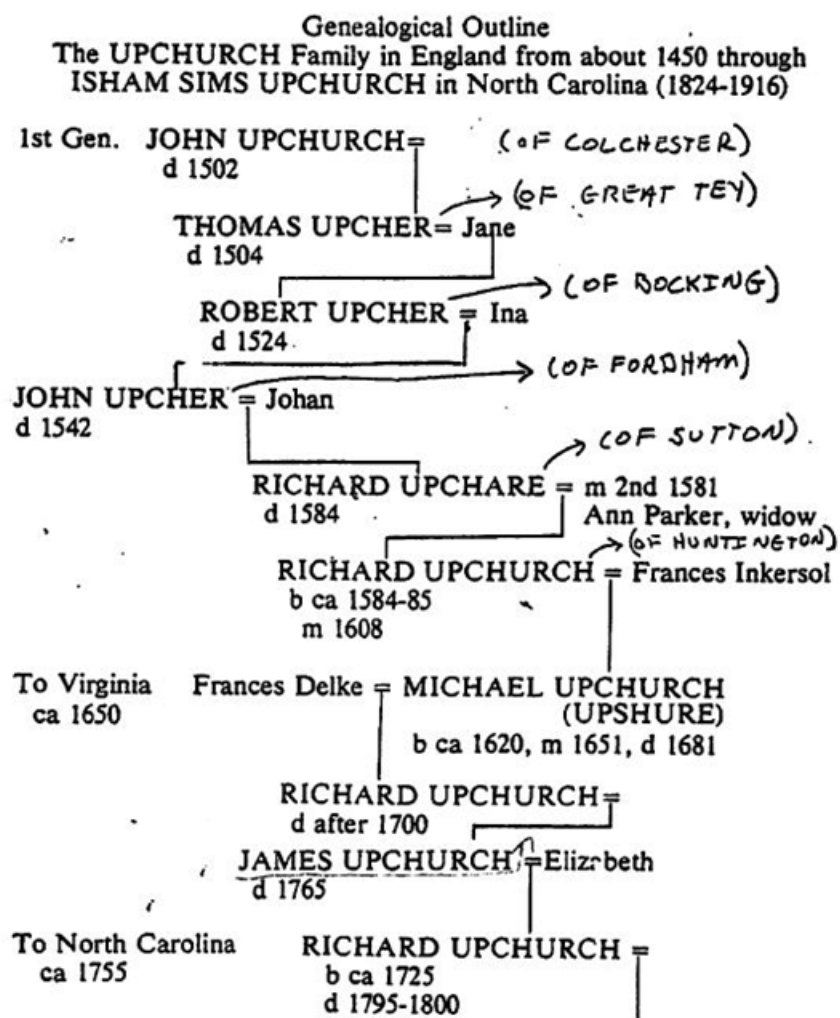 Genealogical Outline
The UPCHURCH Family in England from about 1450 through
ISHAM SIMS UPCHURCH in North Carolina (1824-1916)
1st Gen. JOHN UPCHURCH= (OF COLCHESTER)
d 1502
(OF GREAT TEY)
THOMAS UPCHER= Jane
d 1504
(OF BOCKING)
ROBERT UPCHER = Ina
d 1524
(OF FORDHAM)
JOHN UPCHER = Johan
d 1542
(OF SUTTON)
RICHARD UPCHARE = m 2nd 1581
d 1584 Ann Parker, widow
(OF HUNTINGTON)
RICHARD UPCHURCH = Frances Inkersol
b ca 1584-85
m 1608
To Virginia Frances Delke = MICHAEL UPCHURCH
ca 1650 (UPSHURE)
b ca 1620, m 1651, d 1681
RICHARD UPCHURCH=
d after 1700
JAMES UPCHURCH =Elizabeth
d 1765
To North Carolina RICHARD UPCHURCH =
ca 1755 b ca 1725
d 1795-1800